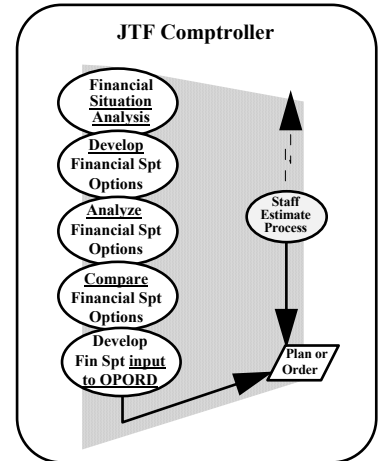 JTF Comptroller
Financial
Situation
Analysis
Develop
Financial Spt
Options
Analyze
Financial Spt
Options
Compare
Financial Spt
Options
Develop
Fin Spt input
to OPORD
Staff
Estimate
Process
Plan or
Order